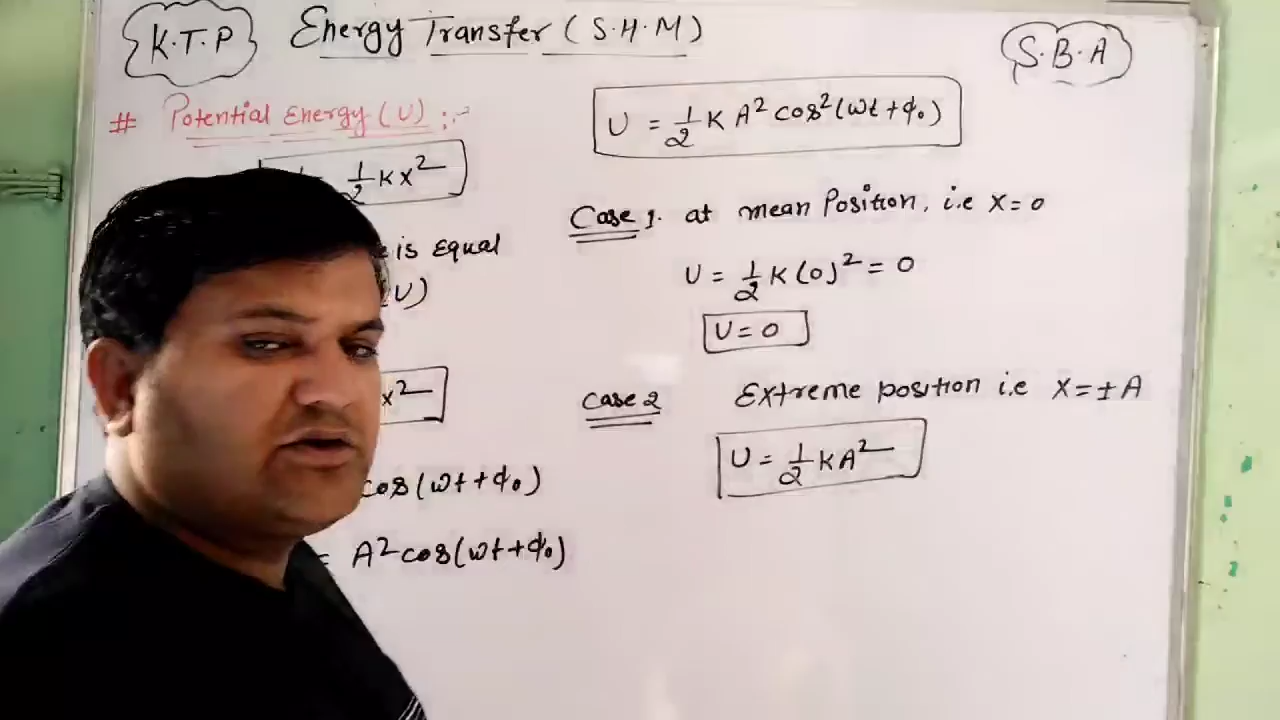 K.T.P
Energy Transfer (S.H.M)
S.B.A
# Potential Energy (U) :-
1/2 K x²
is Equal
U)
x²
cos(ωt+φ₀)
= A² cos(ωt+φ₀)
U = 1/2 K A² cos² (ωt+φ₀)
Case 1. at mean Position, i.e x=0
U = 1/2 K (0)² = 0
U = 0
Case 2 Extreme position i.e x = ±A
U = 1/2 K A²